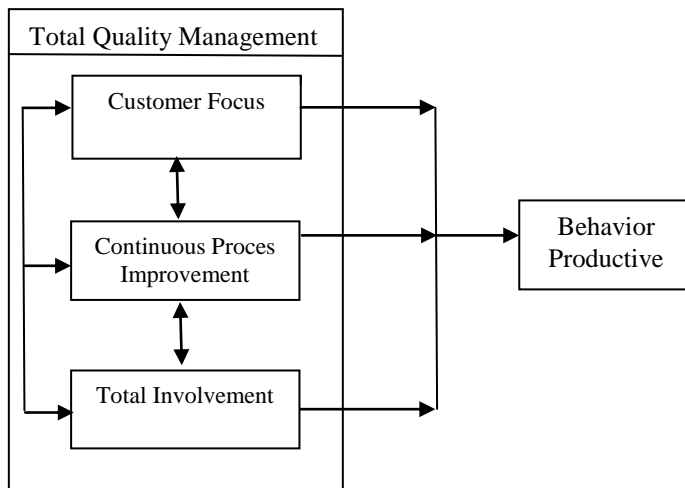 Total Quality Management
Customer Focus
Continuous Proces
Improvement
Total Involvement
Behavior
Productive